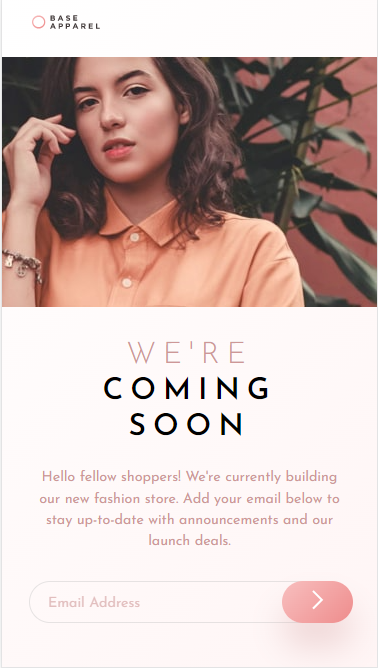 BASE
APPAREL
WE'RE
COMING
SOON
Hello fellow shoppers! We're currently building
our new fashion store. Add your email below to
stay up-to-date with announcements and our
launch deals.
Email Address